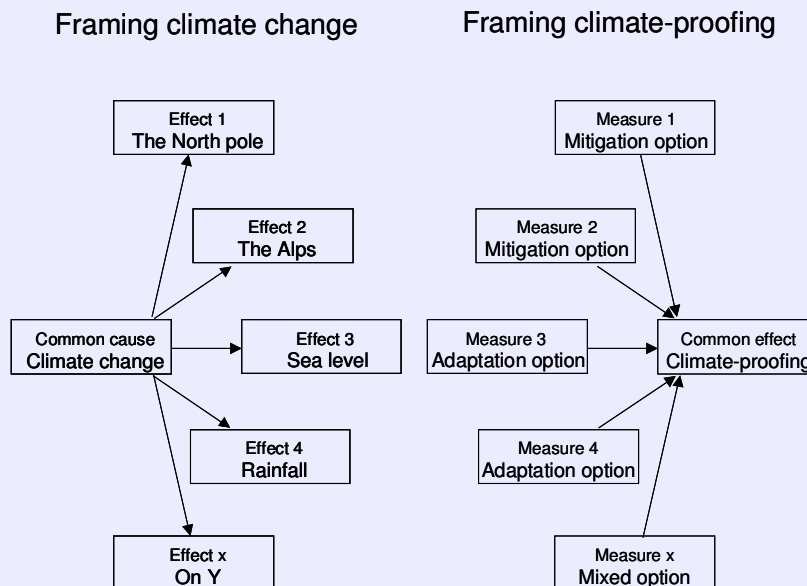 Framing climate change
Effect 1
The North pole
Effect 2
The Alps
Common cause
Climate change
Effect 3
Sea level
Effect 4
Rainfall
Effect x
On Y
Framing climate-proofing
Measure 1
Mitigation option
Measure 2
Mitigation option
Measure 3
Adaptation option
Common effect
Climate-proofing
Measure 4
Adaptation option
Measure x
Mixed option